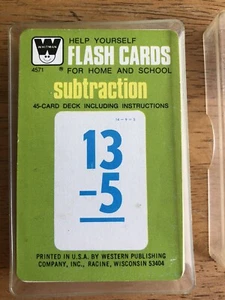 HELP YOURSELF
WHITMAN
FLASH CARDS
4571 ® FOR HOME AND SCHOOL
subtraction
45-CARD DECK INCLUDING INSTRUCTIONS
13
-5
PRINTED IN U.S.A. BY WESTERN PUBLISHING
COMPANY, INC., RACINE, WISCONSIN 53404